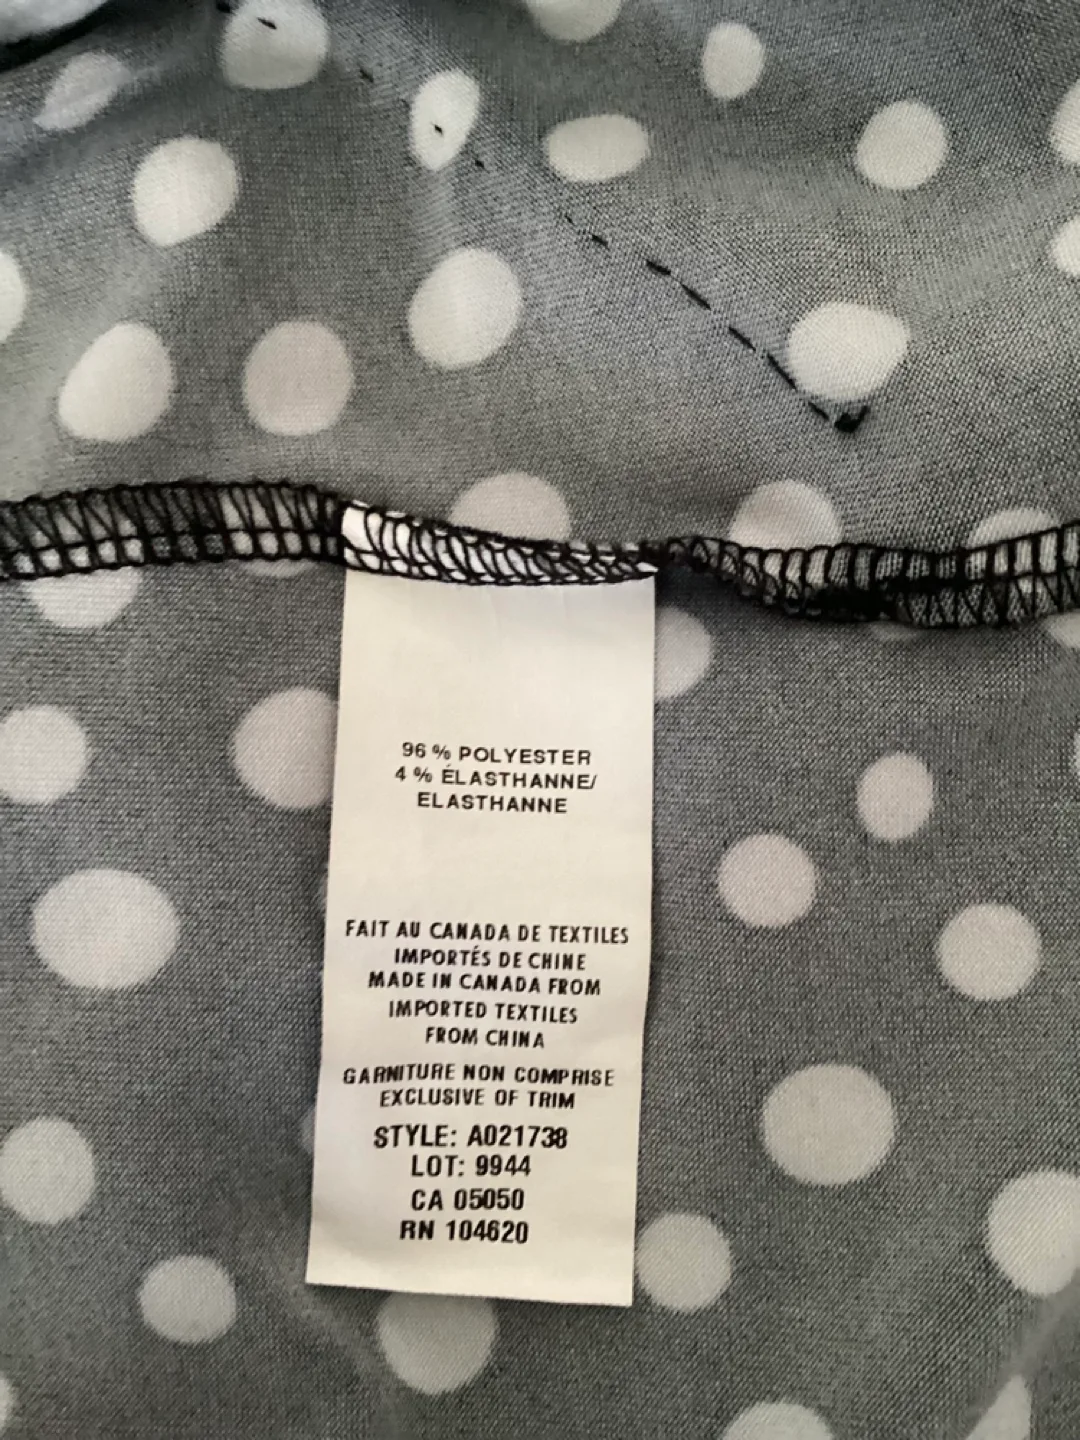 96 % POLYESTER
4 % ÉLASTHANNE/
ELASTHANNE
FAIT AU CANADA DE TEXTILES
IMPORTÉS DE CHINE
MADE IN CANADA FROM
IMPORTED TEXTILES
FROM CHINA
GARNITURE NON COMPRISE
EXCLUSIVE OF TRIM
STYLE: A021738
LOT: 9944
CA 05050
RN 104620